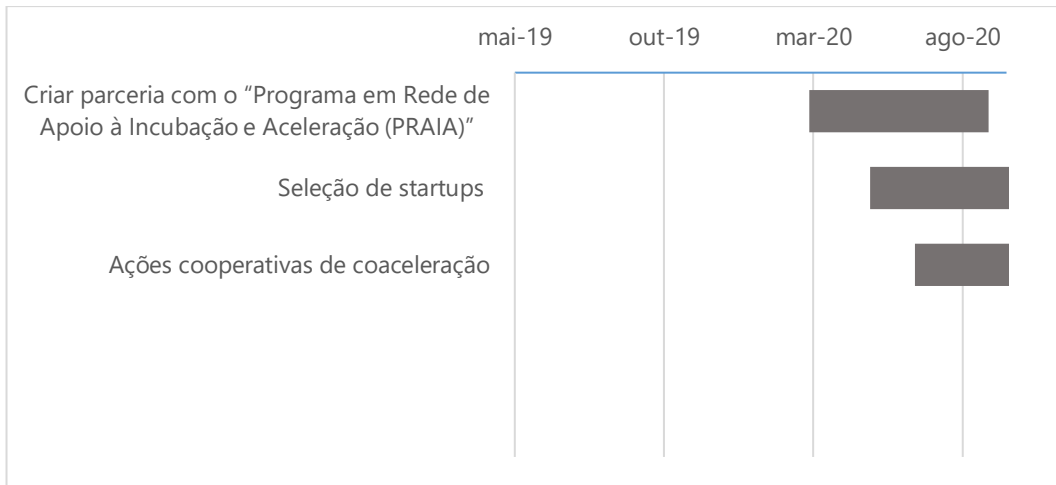 mai-19 out-19 mar-20 ago-20
Criar parceria com o “Programa em Rede de
Apoio à Incubação e Aceleração (PRAIA)”
Seleção de startups
Ações cooperativas de coaceleração